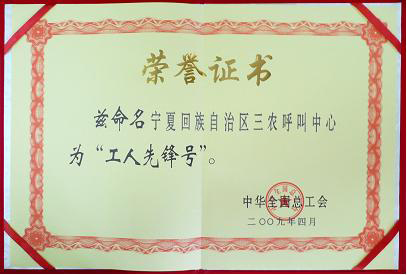 荣誉证书
兹命名宁夏回族自治区三农呼叫中心
为“工人先锋号”。
中华全国总工会
二〇〇九年四月